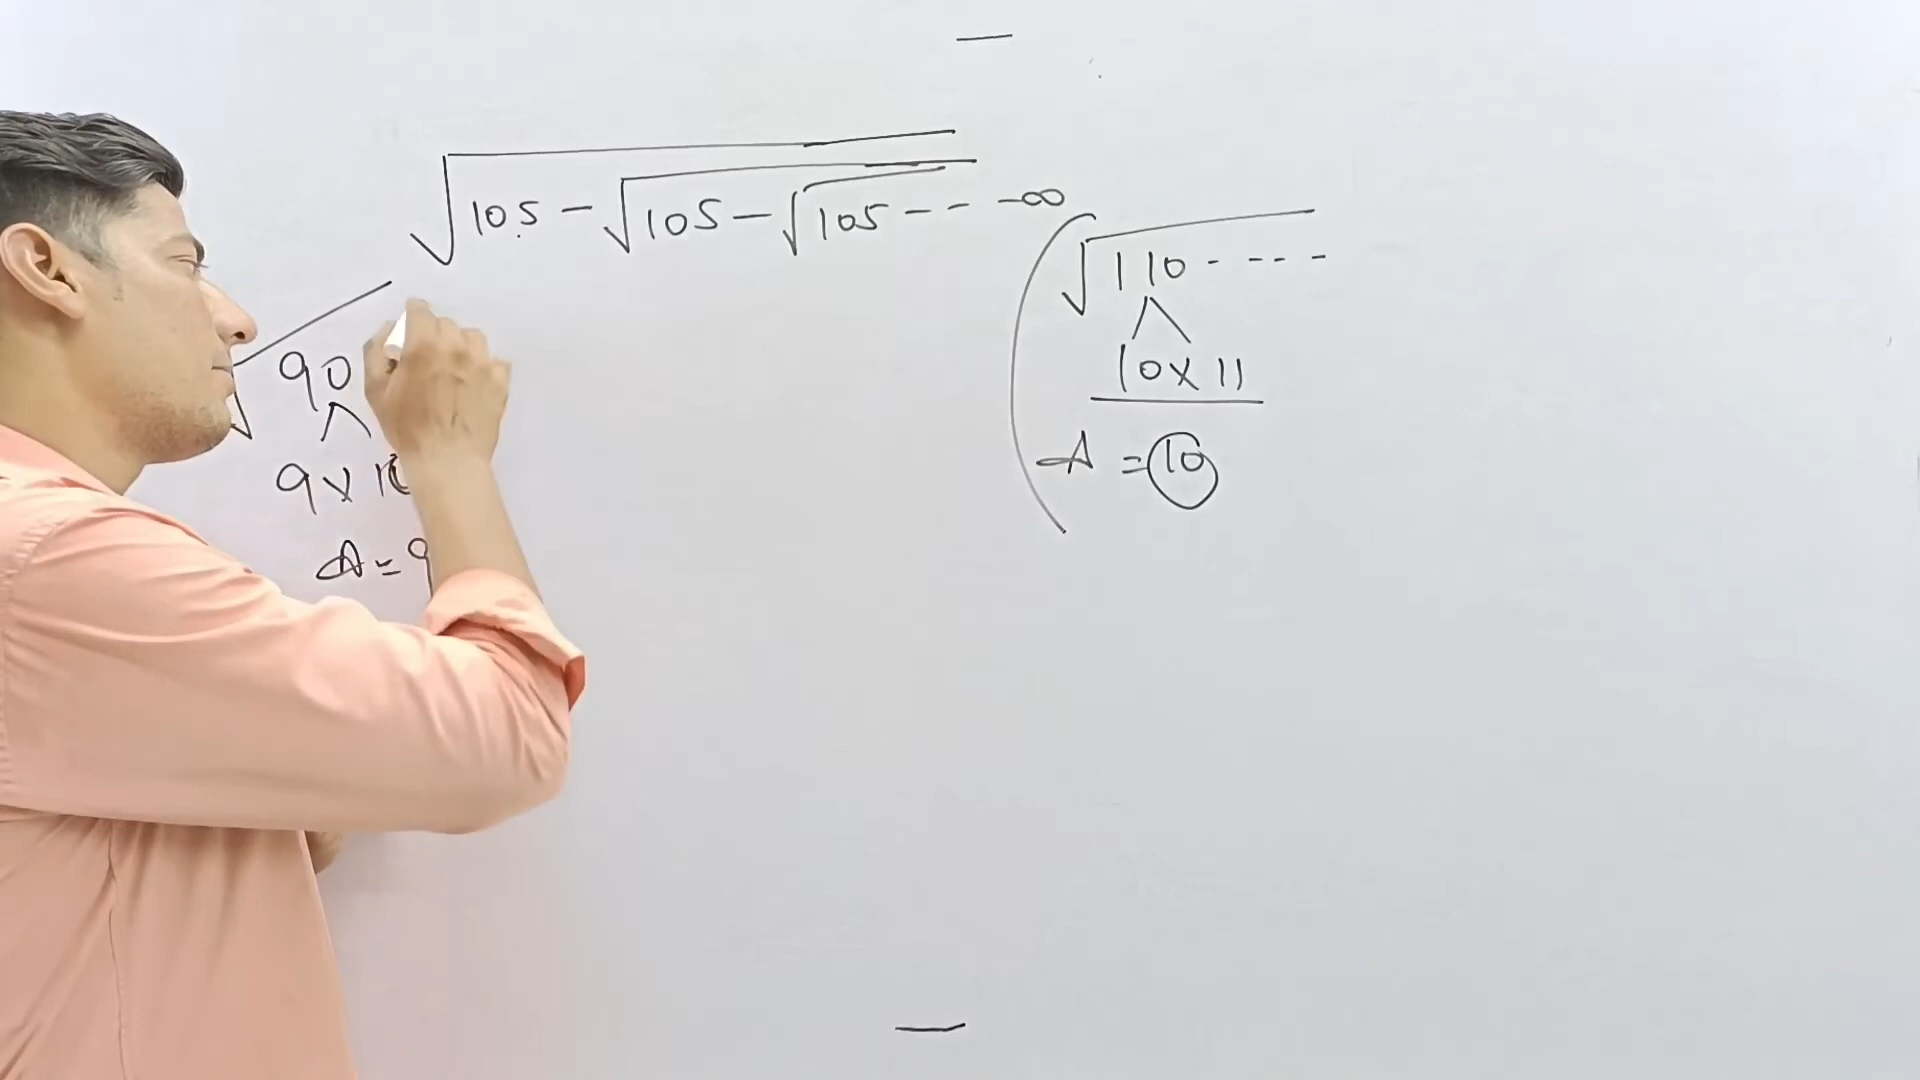 √105 - √105 - √105 - - - ∞
√90
9 × 10
A = 9
√110 - - - -
10 × 11
A = 10